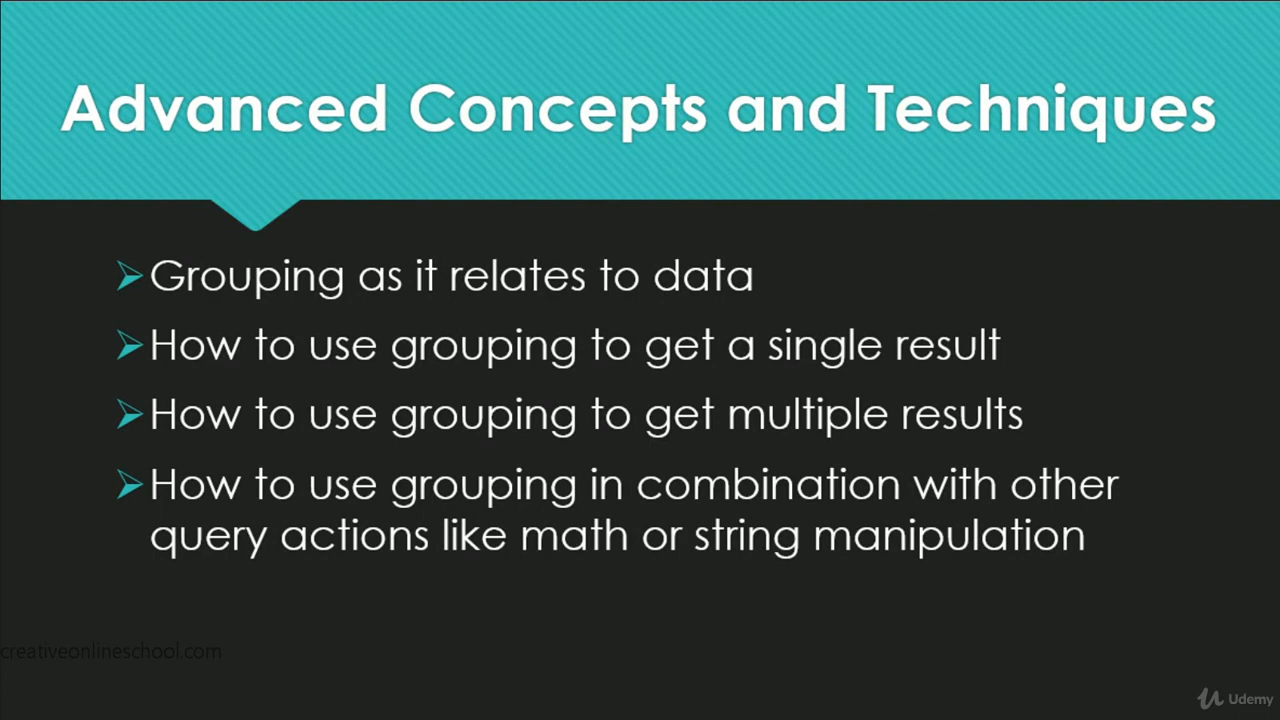 Advanced Concepts and Techniques
Grouping as it relates to data
How to use grouping to get a single result
How to use grouping to get multiple results
How to use grouping in combination with other
query actions like math or string manipulation
creativeonlineschool.com
Udemy